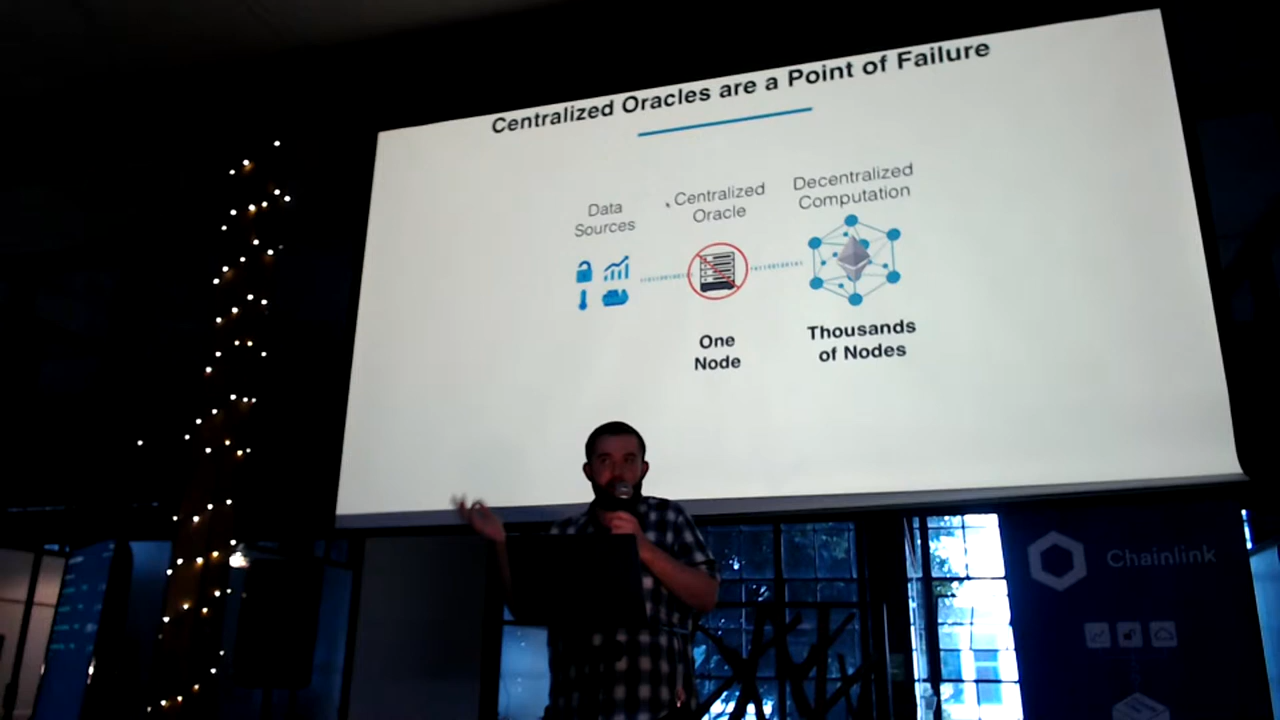 Centralized Oracles are a Point of Failure
Data
Sources
Centralized
Oracle
Decentralized
Computation
One
Node
Thousands
of Nodes
Chainlink